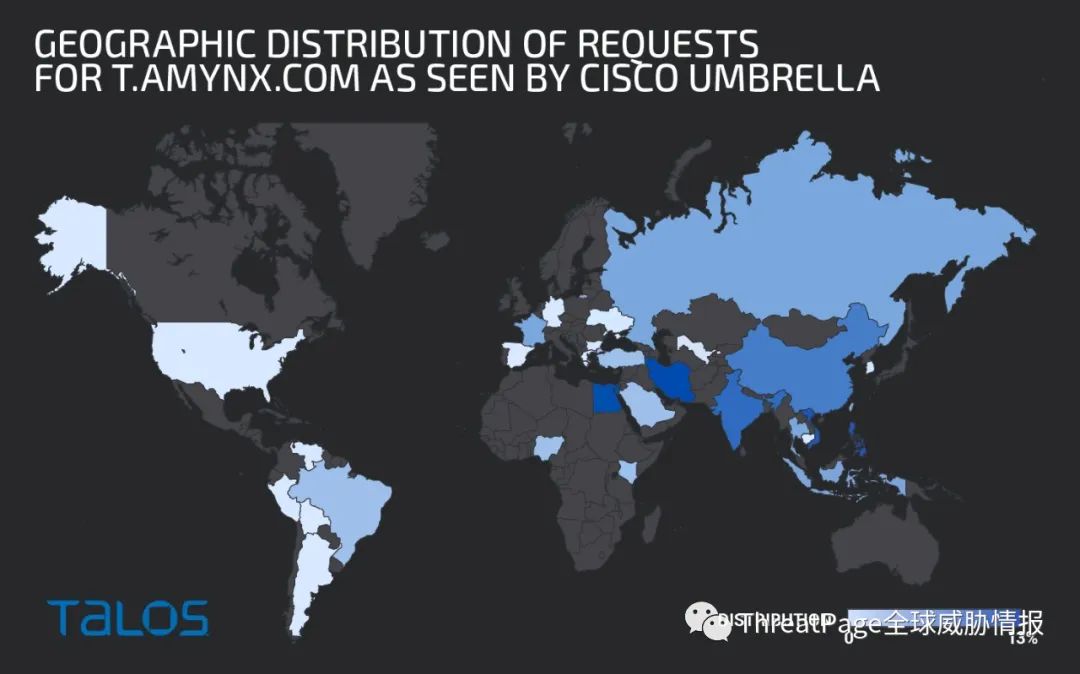 GEOGRAPHIC DISTRIBUTION OF REQUESTS
FOR T.AMYNX.COM AS SEEN BY CISCO UMBRELLA
TALOS
DISTRIBUTION
ThreatPage全球威胁情报
0
13%